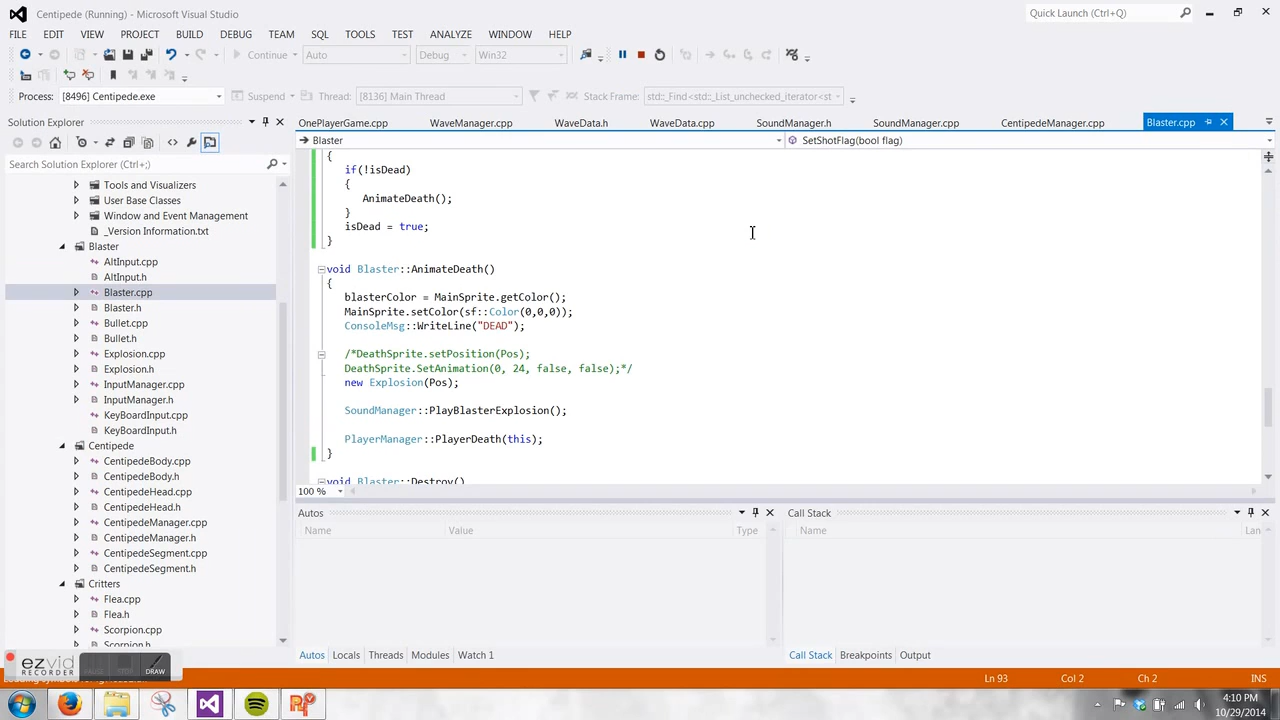 Centipede (Running) - Microsoft Visual Studio
Quick Launch (Ctrl+Q)
FILE EDIT VIEW PROJECT BUILD DEBUG TEAM SQL TOOLS TEST ANALYZE WINDOW HELP
Continue Auto Debug Win32
Process: [8496] Centipede.exe Suspend Thread: [8136] Main Thread Stack Frame: std::_Find<std::_List_unchecked_iterator<st
Solution Explorer
Search Solution Explorer (Ctrl+;)
Tools and Visualizers
User Base Classes
Window and Event Management
_Version Information.txt
Blaster
AltInput.cpp
AltInput.h
Blaster.cpp
Blaster.h
Bullet.cpp
Bullet.h
Explosion.cpp
Explosion.h
InputManager.cpp
InputManager.h
KeyBoardInput.cpp
KeyBoardInput.h
Centipede
CentipedeBody.cpp
CentipedeBody.h
CentipedeHead.cpp
CentipedeHead.h
CentipedeManager.cpp
CentipedeManager.h
CentipedeSegment.cpp
CentipedeSegment.h
Critters
Flea.cpp
Flea.h
Scorpion.cpp
Scorpion.h
OnePlayerGame.cpp WaveManager.cpp WaveData.h WaveData.cpp SoundManager.h SoundManager.cpp CentipedeManager.cpp Blaster.cpp
Blaster SetShotFlag(bool flag)
{
if(!isDead)
{
AnimateDeath();
}
isDead = true;
}
void Blaster::AnimateDeath()
{
blasterColor = MainSprite.getColor();
MainSprite.setColor(sf::Color(0,0,0));
ConsoleMsg::WriteLine("DEAD");
/*DeathSprite.setPosition(Pos);
DeathSprite.SetAnimation(0, 24, false, false);*/
new Explosion(Pos);
SoundManager::PlayBlasterExplosion();
PlayerManager::PlayerDeath(this);
}
void Blaster::Destroy()
100 %
Autos
Name Value Type
Call Stack
Name Lan
Autos Locals Threads Modules Watch 1
Call Stack Breakpoints Output
ezvid
RECORDER
PAUSE STOP DRAW
Ln 93 Col 2 Ch 2 INS
4:10 PM
10/29/2014